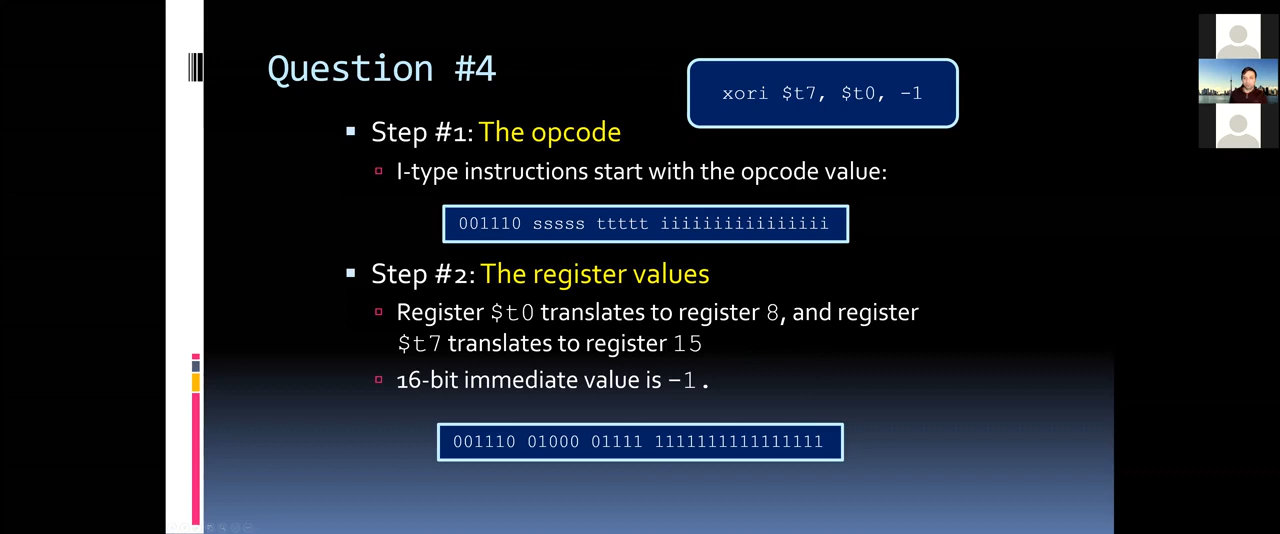 Question #4
xori $t7, $t0, -1
Step #1: The opcode
I-type instructions start with the opcode value:
001110 sssss ttttt iiiiiiiiiiiiiiii
Step #2: The register values
Register $t0 translates to register 8, and register
$t7 translates to register 15
16-bit immediate value is -1.
001110 01000 01111 1111111111111111